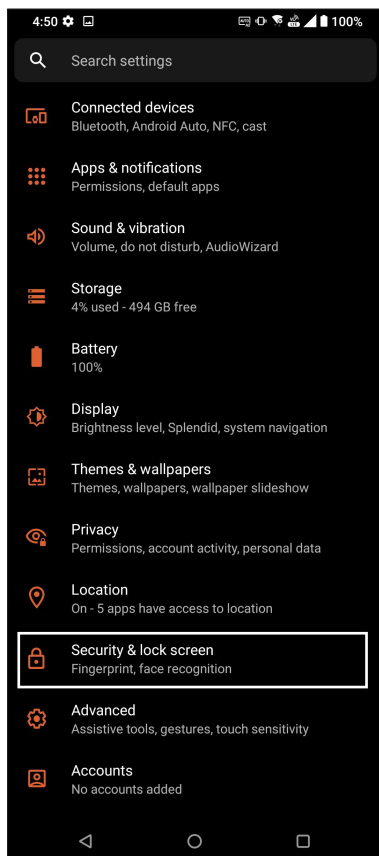 4:50 100%
Search settings
Connected devices
Bluetooth, Android Auto, NFC, cast
Apps & notifications
Permissions, default apps
Sound & vibration
Volume, do not disturb, AudioWizard
Storage
4% used - 494 GB free
Battery
100%
Display
Brightness level, Splendid, system navigation
Themes & wallpapers
Themes, wallpapers, wallpaper slideshow
Privacy
Permissions, account activity, personal data
Location
On - 5 apps have access to location
Security & lock screen
Fingerprint, face recognition
Advanced
Assistive tools, gestures, touch sensitivity
Accounts
No accounts added